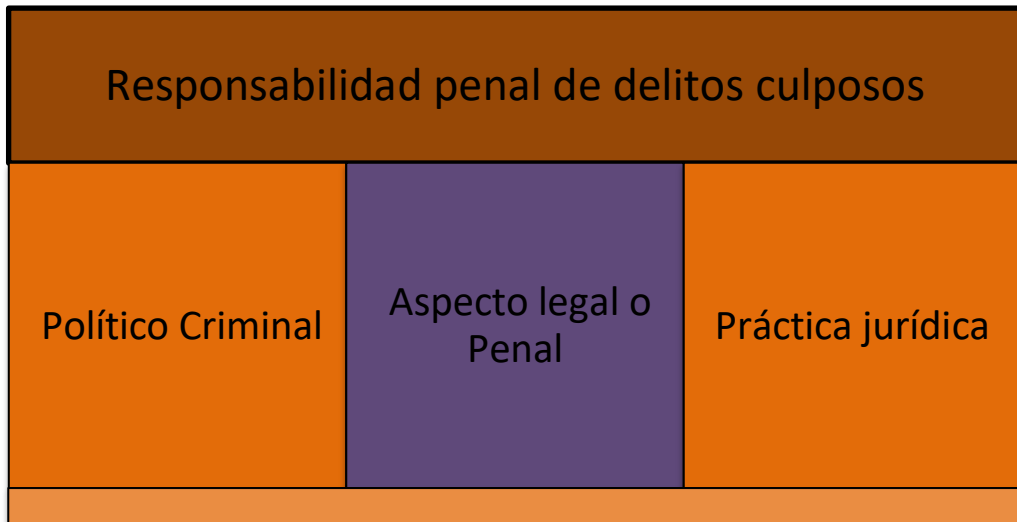 Responsabilidad penal de delitos culposos
Político Criminal
Aspecto legal o
Penal
Práctica jurídica